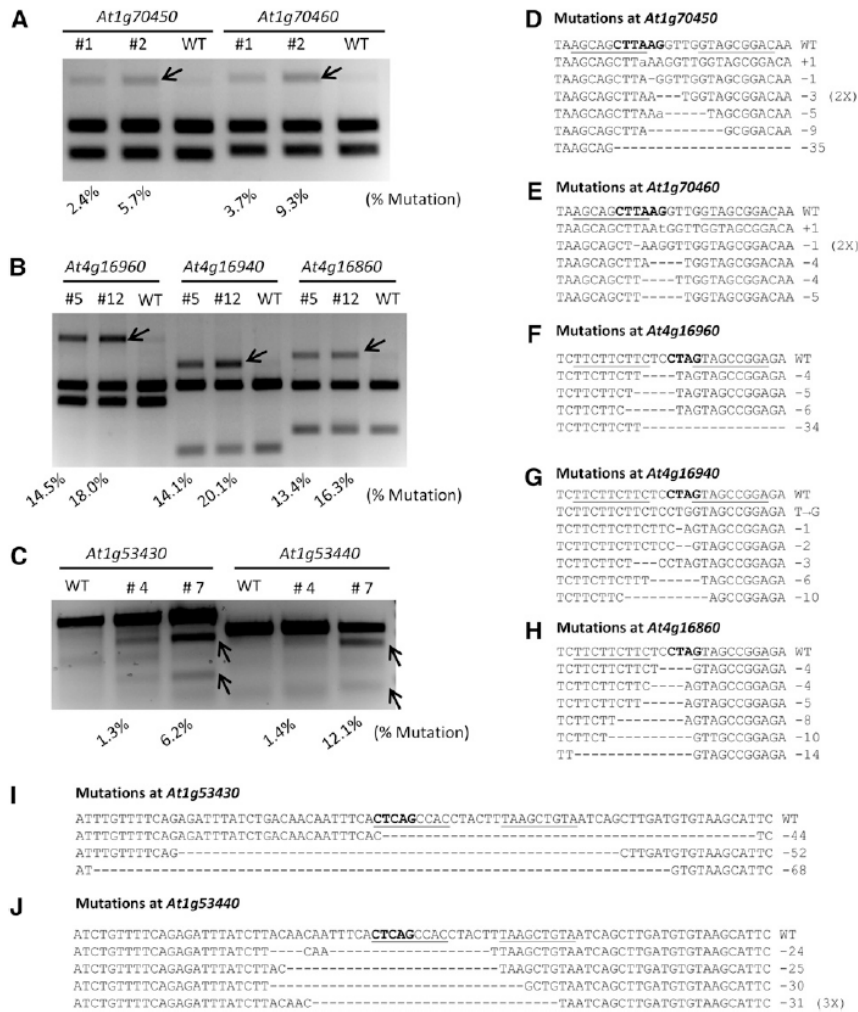 A
At1g70450
At1g70460
#1 #2 WT #1 #2 WT
2.4% 5.7% 3.7% 9.3% (% Mutation)
B
At4g16960 At4g16940 At4g16860
#5 #12 WT #5 #12 WT #5 #12 WT
14.5% 18.0% 14.1% 20.1% 13.4% 16.3% (% Mutation)
C
At1g53430 At1g53440
WT # 4 # 7 WT # 4 # 7
1.3% 6.2% 1.4% 12.1% (% Mutation)
D Mutations at At1g70450
TAAGCAGCTTAAGGTTGGTAGCGGACAA WT
TAAGCAGCTTaAAGGTTGGTAGCGGACA +1
TAAGCAGCTTA-GGTTGGTAGCGGACAA -1
TAAGCAGCTTAA---TGGTAGCGGACAA -3 (2X)
TAAGCAGCTTAAa-----GTAGCGGACAA -5
TAAGCAGCTTA---------GCGGACAA -9
TAAGCAG--------------------- -35
E Mutations at At1g70460
TAAGCAGCTTAAGGTTGGTAGCGGACAA WT
TAAGCAGCTTAAtGGTTGGTAGCGGACA +1
TAAGCAGCT-AAGGTTGGTAGCGGACAA -1 (2X)
TAAGCAGCTTA----TGGTAGCGGACAA -4
TAAGCAGCTT----TTGGTAGCGGACAA -4
TAAGCAGCTT-----TGGTAGCGGACAA -5
F Mutations at At4g16960
TCTTCTTCTTCTCCTAGTAGCCGGAGA WT
TCTTCTTCTTCT----TAGTAGCCGGAGA -4
TCTTCTTCTTCT-----TAGTAGCCGGAGA -5
TCTTCTTCTTC------TAGTAGCCGGAGA -6
TCTTCTTCTT----------------- -34
G Mutations at At4g16940
TCTTCTTCTTCTCCTAGTAGCCGGAGA WT
TCTTCTTCTTCTCCTGGTAGCCGGAGA T→G
TCTTCTTCTTCTTC-AGTAGCCGGAGA -1
TCTTCTTCTTCTCC--GTAGCCGGAGA -2
TCTTCTTCTTCT---CCTAGTAGCCGGAGA -3
TCTTCTTCTTT------TAGCCGGAGA -6
TCTTCTTC----------AGCCGGAGA -10
H Mutations at At4g16860
TCTTCTTCTTCTCCTAGTAGCCGGAGA WT
TCTTCTTCTTCT----GTAGCCGGAGA -4
TCTTCTTCTTC----AGTAGCCGGAGA -4
TCTTCTTCTT-----AGTAGCCGGAGA -5
TCTTCTT--------AGTAGCCGGAGA -8
TCTTCT----------GTTGCCGGAGA -10
TT--------------GTAGCCGGAGA -14
I Mutations at At1g53430
ATTTGTTTTCAGAGATTTATCTGACAACAATTTCACTCAGCCACCTACTTTAAGCTGTAATCAGCTTGATGTGTAAGCATTC WT
ATTTGTTTTCAGAGATTTATCTGACAACAATTTCAC--------------------------------------------TC -44
ATTTGTTTTCAG----------------------------------------------------CTTGATGTGTAAGCATTC -52
AT--------------------------------------------------------------------GTGTAAGCATTC -68
J Mutations at At1g53440
ATCTGTTTTCAGAGATTTATCTTACAACAATTTCACTCAGCCACCTACTTTAAGCTGTAATCAGCTTGATGTGTAAGCATTC WT
ATCTGTTTTCAGAGATTTATCTT----CAA--------------------TTAAGCTGTAATCAGCTTGATGTGTAAGCATTC -24
ATCTGTTTTCAGAGATTTATCTTAC-------------------------TAAGCTGTAATCAGCTTGATGTGTAAGCATTC -25
ATCTGTTTTCAGAGATTTATCTT------------------------------GCTGTAATCAGCTTGATGTGTAAGCATTC -30
ATCTGTTTTCAGAGATTTATCTTACAAC-------------------------------TAATCAGCTTGATGTGTAAGCATTC -31 (3X)